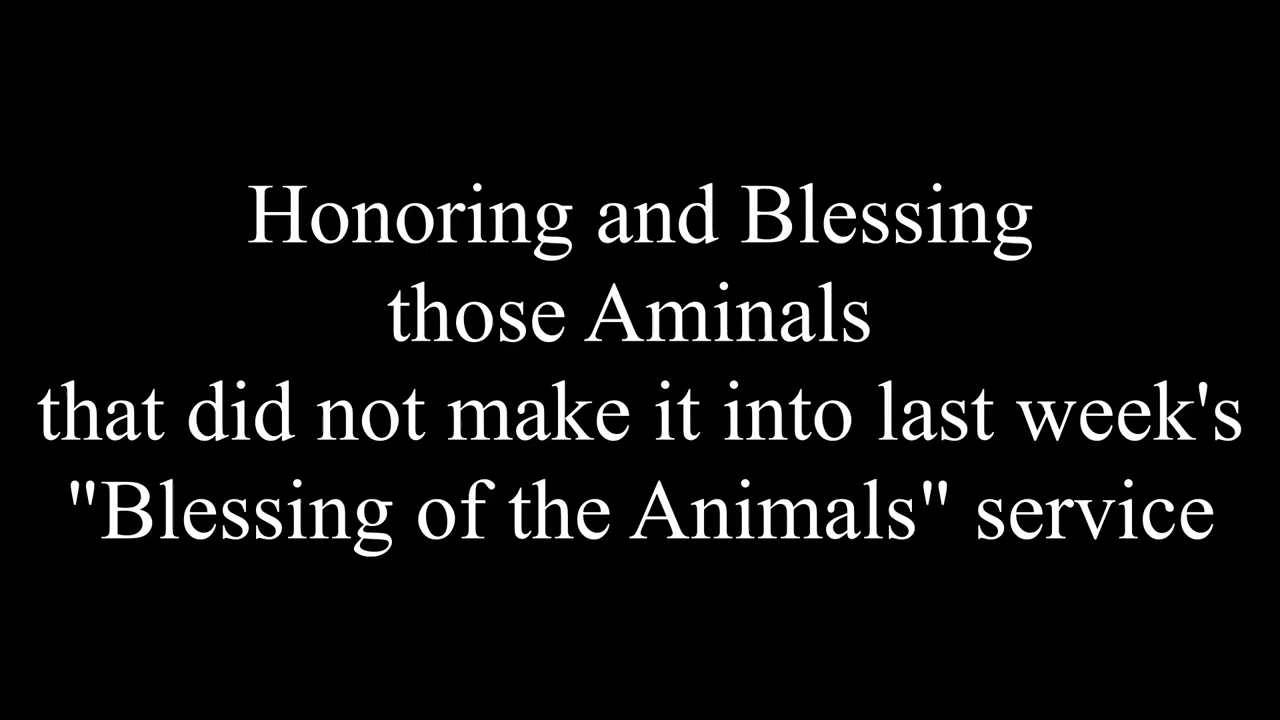 Honoring and Blessing
those Aminals
that did not make it into last week's
"Blessing of the Animals" service